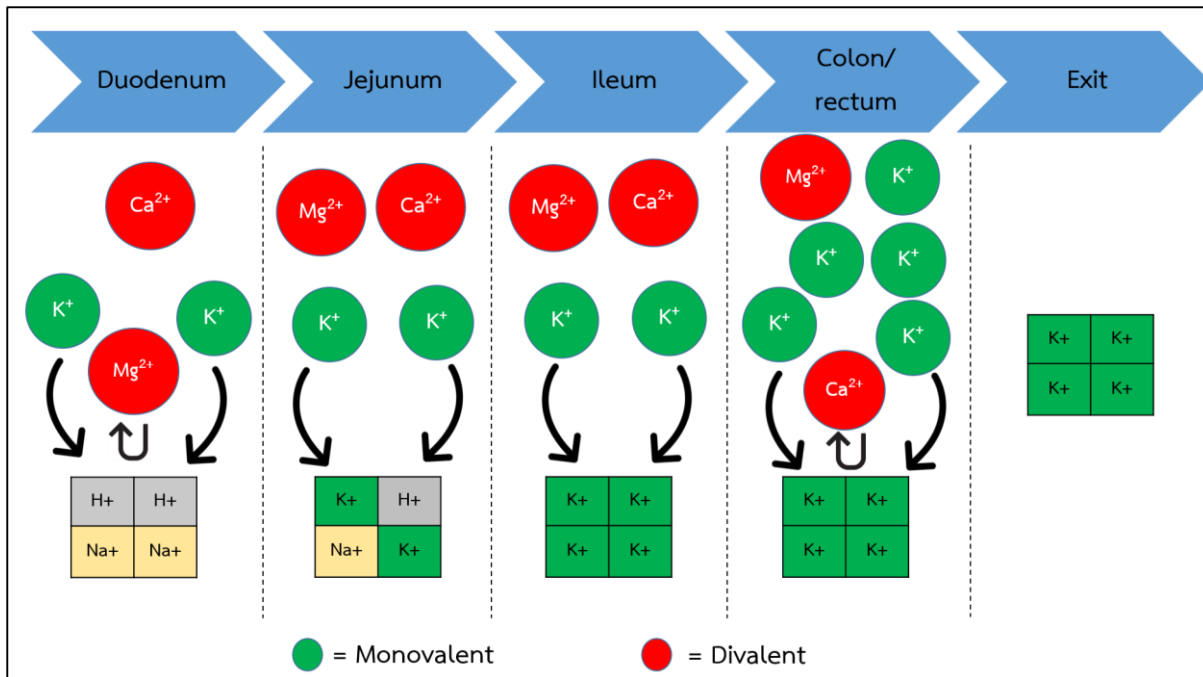 Duodenum
Jejunum
Ileum
Colon/
rectum
Exit
Ca²⁺
K⁺
K⁺
Mg²⁺
H+ H+
Na+ Na+
Mg²⁺ Ca²⁺
K⁺ K⁺
K+ H+
Na+ K+
Mg²⁺ Ca²⁺
K⁺ K⁺
K+ K+
K+ K+
Mg²⁺ K⁺
K⁺ K⁺
K⁺ K⁺
Ca²⁺
K+ K+
K+ K+
K+ K+
K+ K+
= Monovalent
= Divalent